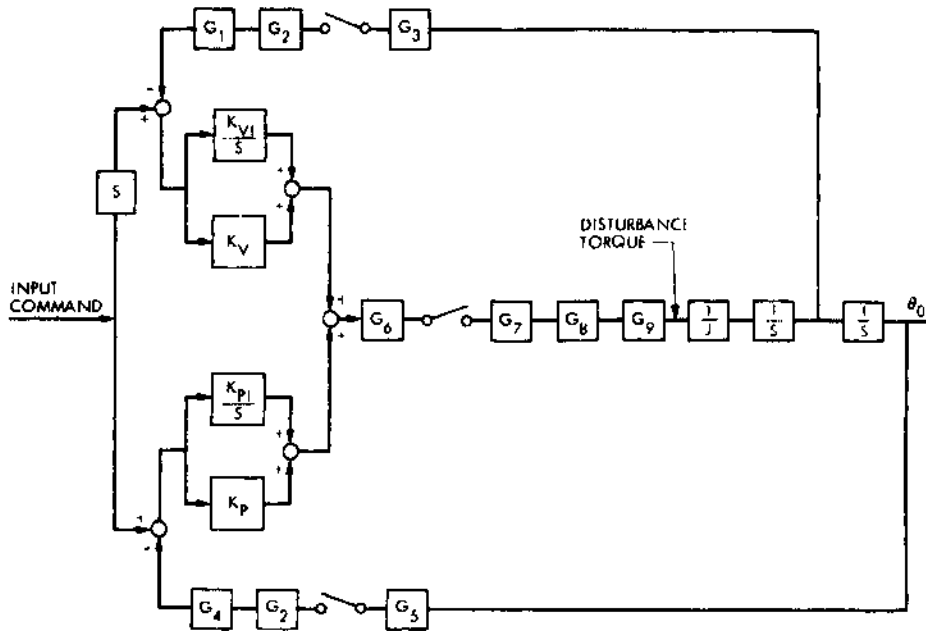 G1 G2 G3
- +
KVI
S
+
S
+
KV
DISTURBANCE
TORQUE
INPUT
COMMAND
+
G6 G7 G8 G9 1/J 1/S 1/S θ0
+
KPI
S
+
+
KP
+
-
G4 G2 G5